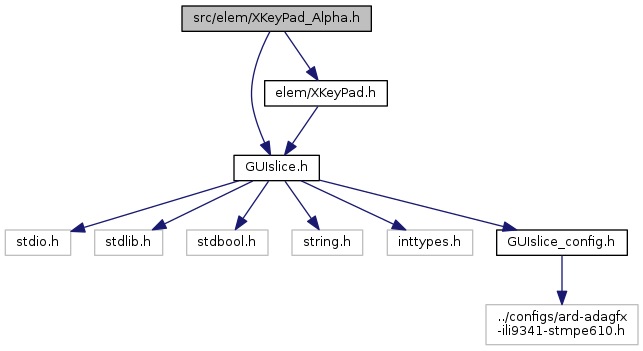 src/elem/XKeyPad_Alpha.h
elem/XKeyPad.h
GUIslice.h
stdio.h
stdlib.h
stdbool.h
string.h
inttypes.h
GUIslice_config.h
../configs/ard-adagfx
-ili9341-stmpe610.h